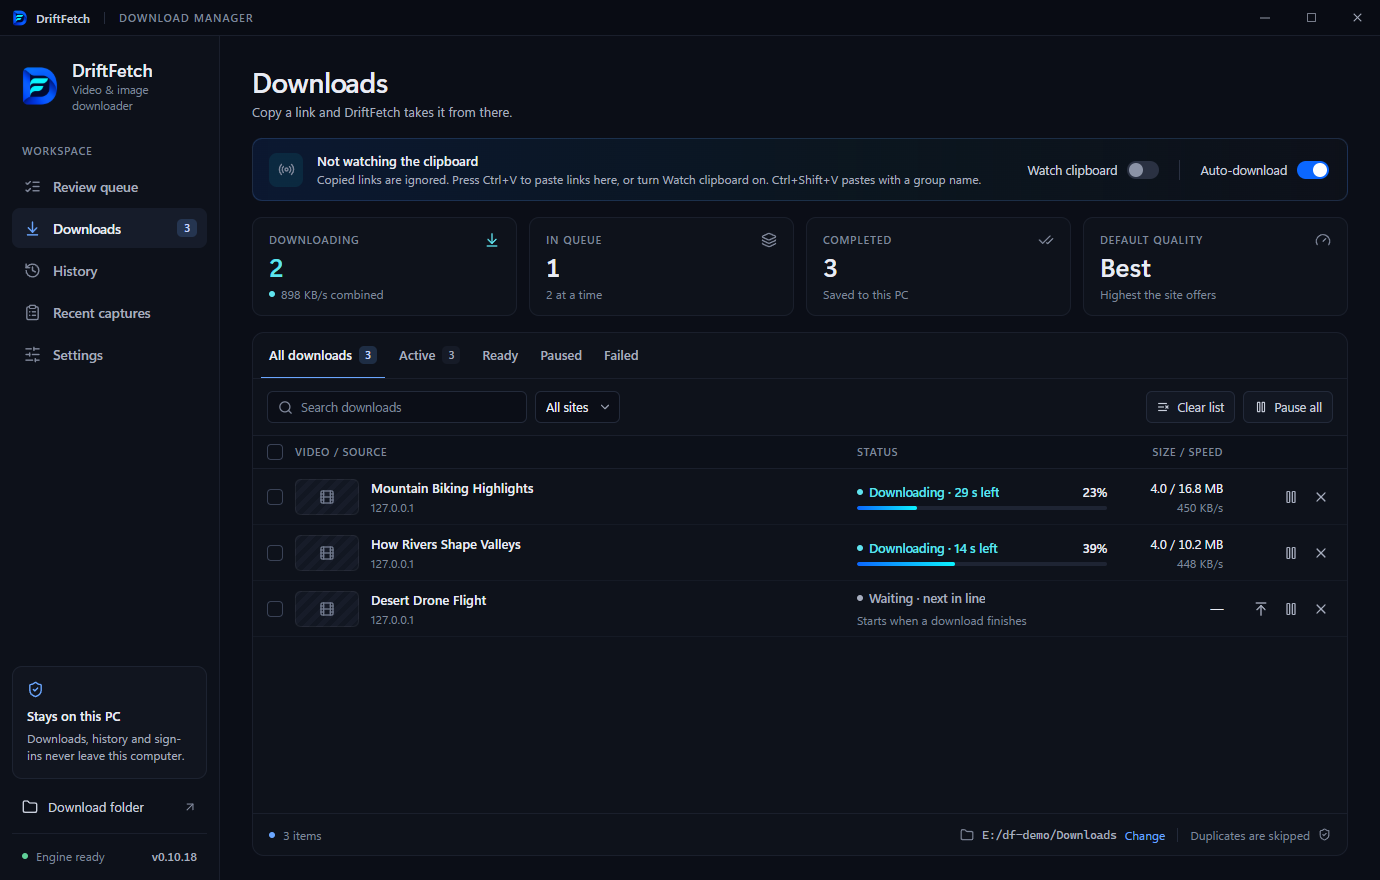 DriftFetch
DOWNLOAD MANAGER
DriftFetch
Video & image
downloader
WORKSPACE
Review queue
Downloads 3
History
Recent captures
Settings
Stays on this PC
Downloads, history and sign-
ins never leave this computer.
Download folder
Engine ready v0.10.18
Downloads
Copy a link and DriftFetch takes it from there.
Not watching the clipboard
Copied links are ignored. Press Ctrl+V to paste links here, or turn Watch clipboard on. Ctrl+Shift+V pastes with a group name.
Watch clipboard
Auto-download
DOWNLOADING
2
898 KB/s combined
IN QUEUE
1
2 at a time
COMPLETED
3
Saved to this PC
DEFAULT QUALITY
Best
Highest the site offers
All downloads 3 Active 3 Ready Paused Failed
Search downloads
All sites
Clear list
Pause all
VIDEO / SOURCE STATUS SIZE / SPEED
Mountain Biking Highlights
127.0.0.1
Downloading · 29 s left 23%
4.0 / 16.8 MB
450 KB/s
How Rivers Shape Valleys
127.0.0.1
Downloading · 14 s left 39%
4.0 / 10.2 MB
448 KB/s
Desert Drone Flight
127.0.0.1
Waiting · next in line
Starts when a download finishes
—
3 items
E:/df-demo/Downloads Change
Duplicates are skipped